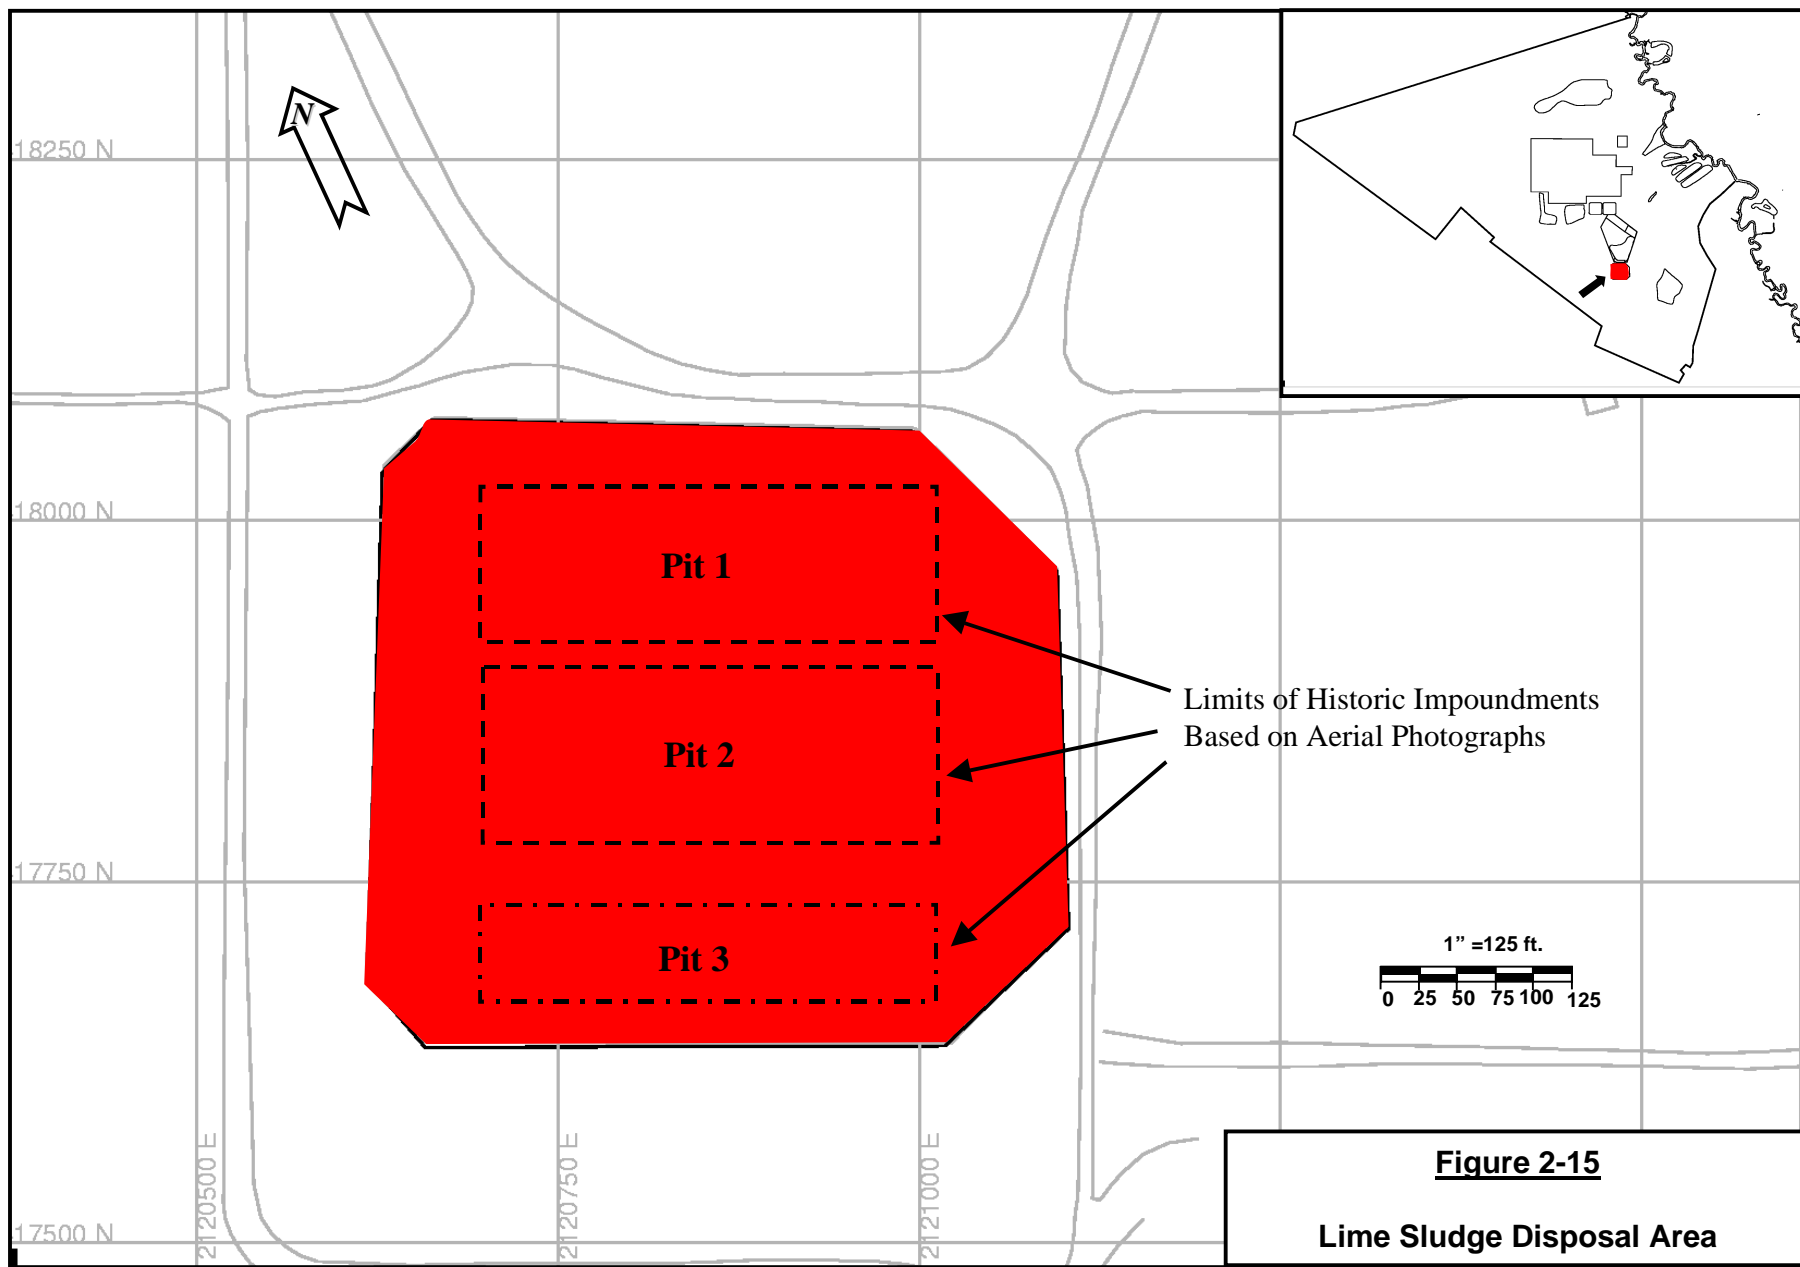 N
18250 N
18000 N
17750 N
17500 N
2120500 E
2120750 E
2121000 E
Pit 1
Pit 2
Pit 3
Limits of Historic Impoundments
Based on Aerial Photographs
1” =125 ft.
0 25 50 75 100 125
Figure 2-15
Lime Sludge Disposal Area